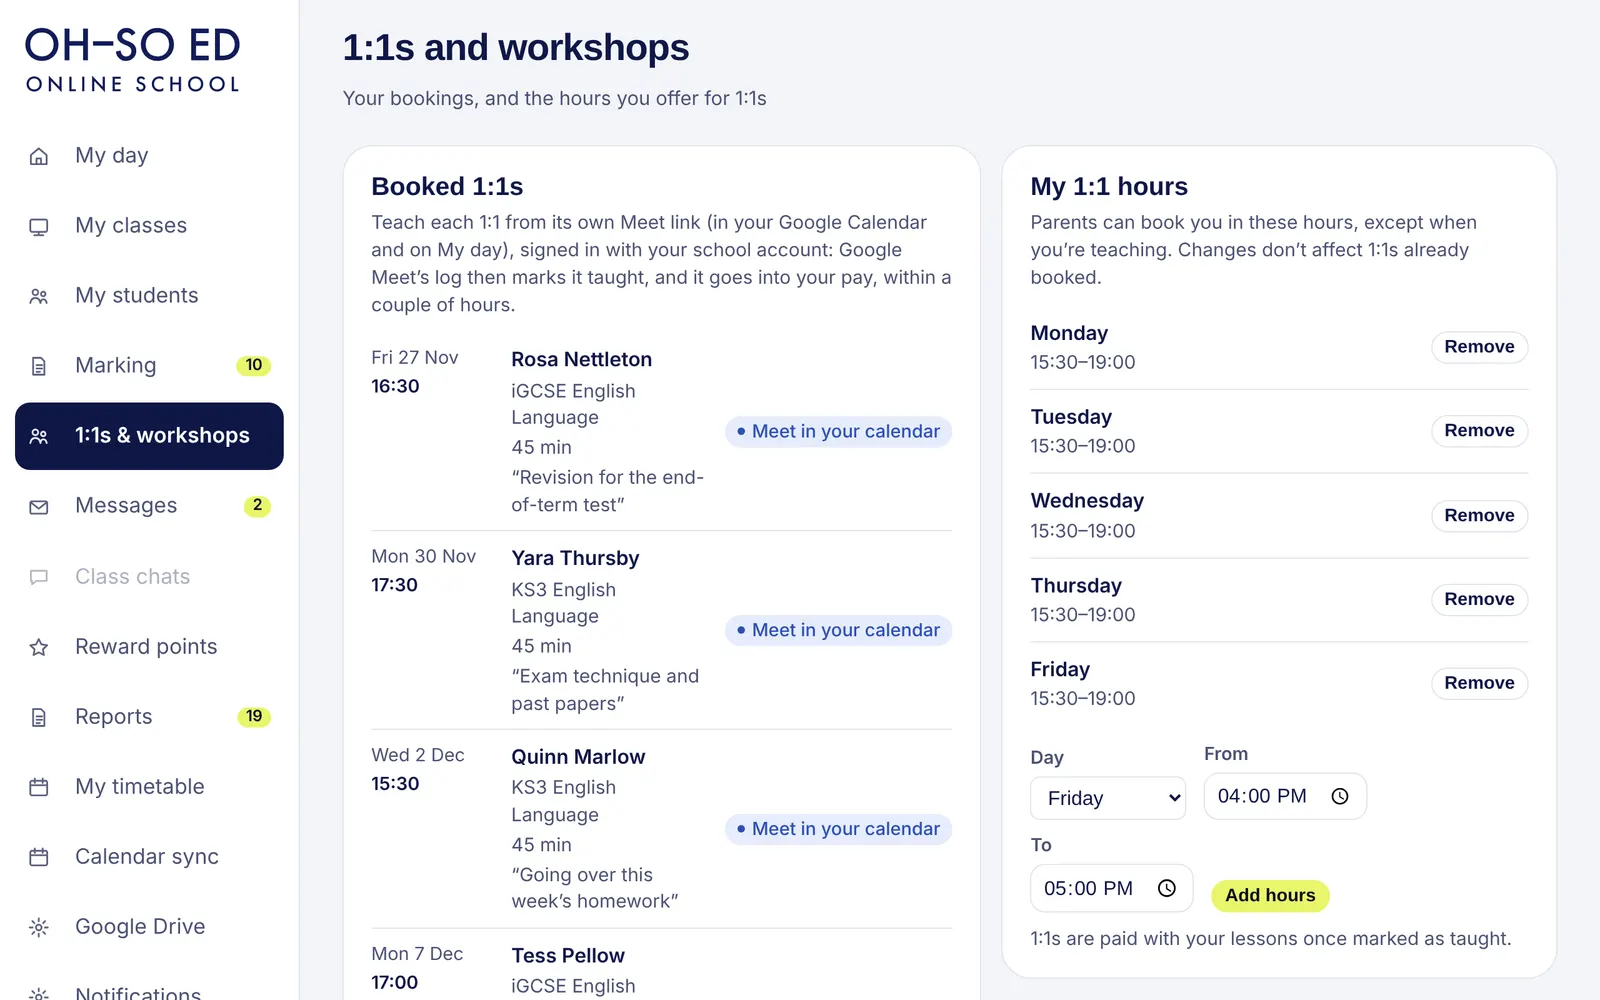 OH-SO ED
ONLINE SCHOOL
My day
My classes
My students
Marking 10
1:1s & workshops
Messages 2
Class chats
Reward points
Reports 19
My timetable
Calendar sync
Google Drive
Notifications
1:1s and workshops
Your bookings, and the hours you offer for 1:1s
Booked 1:1s
Teach each 1:1 from its own Meet link (in your Google Calendar
and on My day), signed in with your school account: Google
Meet’s log then marks it taught, and it goes into your pay, within a
couple of hours.
Fri 27 Nov
16:30
Rosa Nettleton
iGCSE English
Language
45 min
“Revision for the end-
of-term test”
• Meet in your calendar
Mon 30 Nov
17:30
Yara Thursby
KS3 English
Language
45 min
“Exam technique and
past papers”
• Meet in your calendar
Wed 2 Dec
15:30
Quinn Marlow
KS3 English
Language
45 min
“Going over this
week’s homework”
• Meet in your calendar
Mon 7 Dec
17:00
Tess Pellow
iGCSE English
My 1:1 hours
Parents can book you in these hours, except when
you’re teaching. Changes don’t affect 1:1s already
booked.
Monday
15:30–19:00
Remove
Tuesday
15:30–19:00
Remove
Wednesday
15:30–19:00
Remove
Thursday
15:30–19:00
Remove
Friday
15:30–19:00
Remove
Day
Friday
From
04:00 PM
To
05:00 PM
Add hours
1:1s are paid with your lessons once marked as taught.